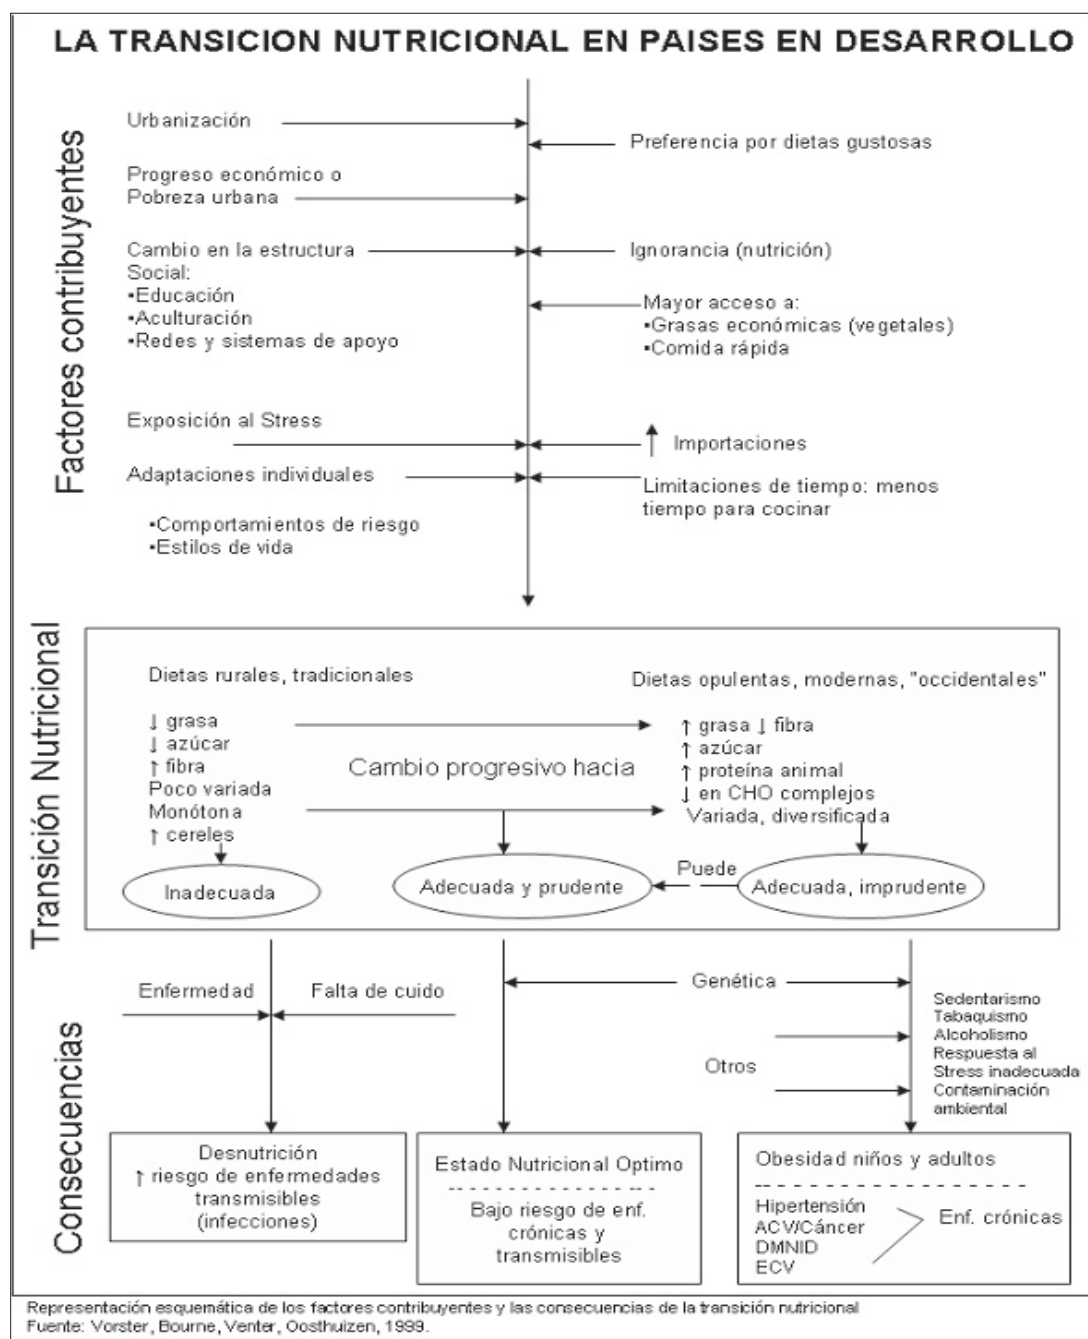 LA TRANSICION NUTRICIONAL EN PAISES EN DESARROLLO
Factores contribuyentes
Urbanización
Preferencia por dietas gustosas
Progreso económico o
Pobreza urbana
Cambio en la estructura
Social:
▪Educación
▪Aculturación
▪Redes y sistemas de apoyo
Ignorancia (nutrición)
Mayor acceso a:
▪Grasas económicas (vegetales)
▪Comida rápida
Exposición al Stress
↑ Importaciones
Adaptaciones individuales
▪Comportamientos de riesgo
▪Estilos de vida
Limitaciones de tiempo: menos
tiempo para cocinar
Transición Nutricional
Dietas rurales, tradicionales
↓ grasa
↓ azúcar
↑ fibra
Poco variada
Monótona
↑ cereles
Cambio progresivo hacia
Dietas opulentas, modernas, "occidentales"
↑ grasa ↓ fibra
↑ azúcar
↑ proteína animal
↓ en CHO complejos
Variada, diversificada
Inadecuada
Adecuada y prudente
Puede
Adecuada, imprudente
Consecuencias
Enfermedad
Falta de cuido
Genética
Otros
Sedentarismo
Tabaquismo
Alcoholismo
Respuesta al
Stress inadecuada
Contaminación
ambiental
Desnutrición
↑ riesgo de enfermedades
transmisibles
(infecciones)
Estado Nutricional Optimo
Bajo riesgo de enf.
crónicas y
transmisibles
Obesidad niños y adultos
Hipertensión
ACV/Cáncer
DMNID
ECV
Enf. crónicas
Representación esquemática de los factores contribuyentes y las consecuencias de la transición nutricional
Fuente: Vorster, Bourne, Venter, Oosthuizen, 1999.